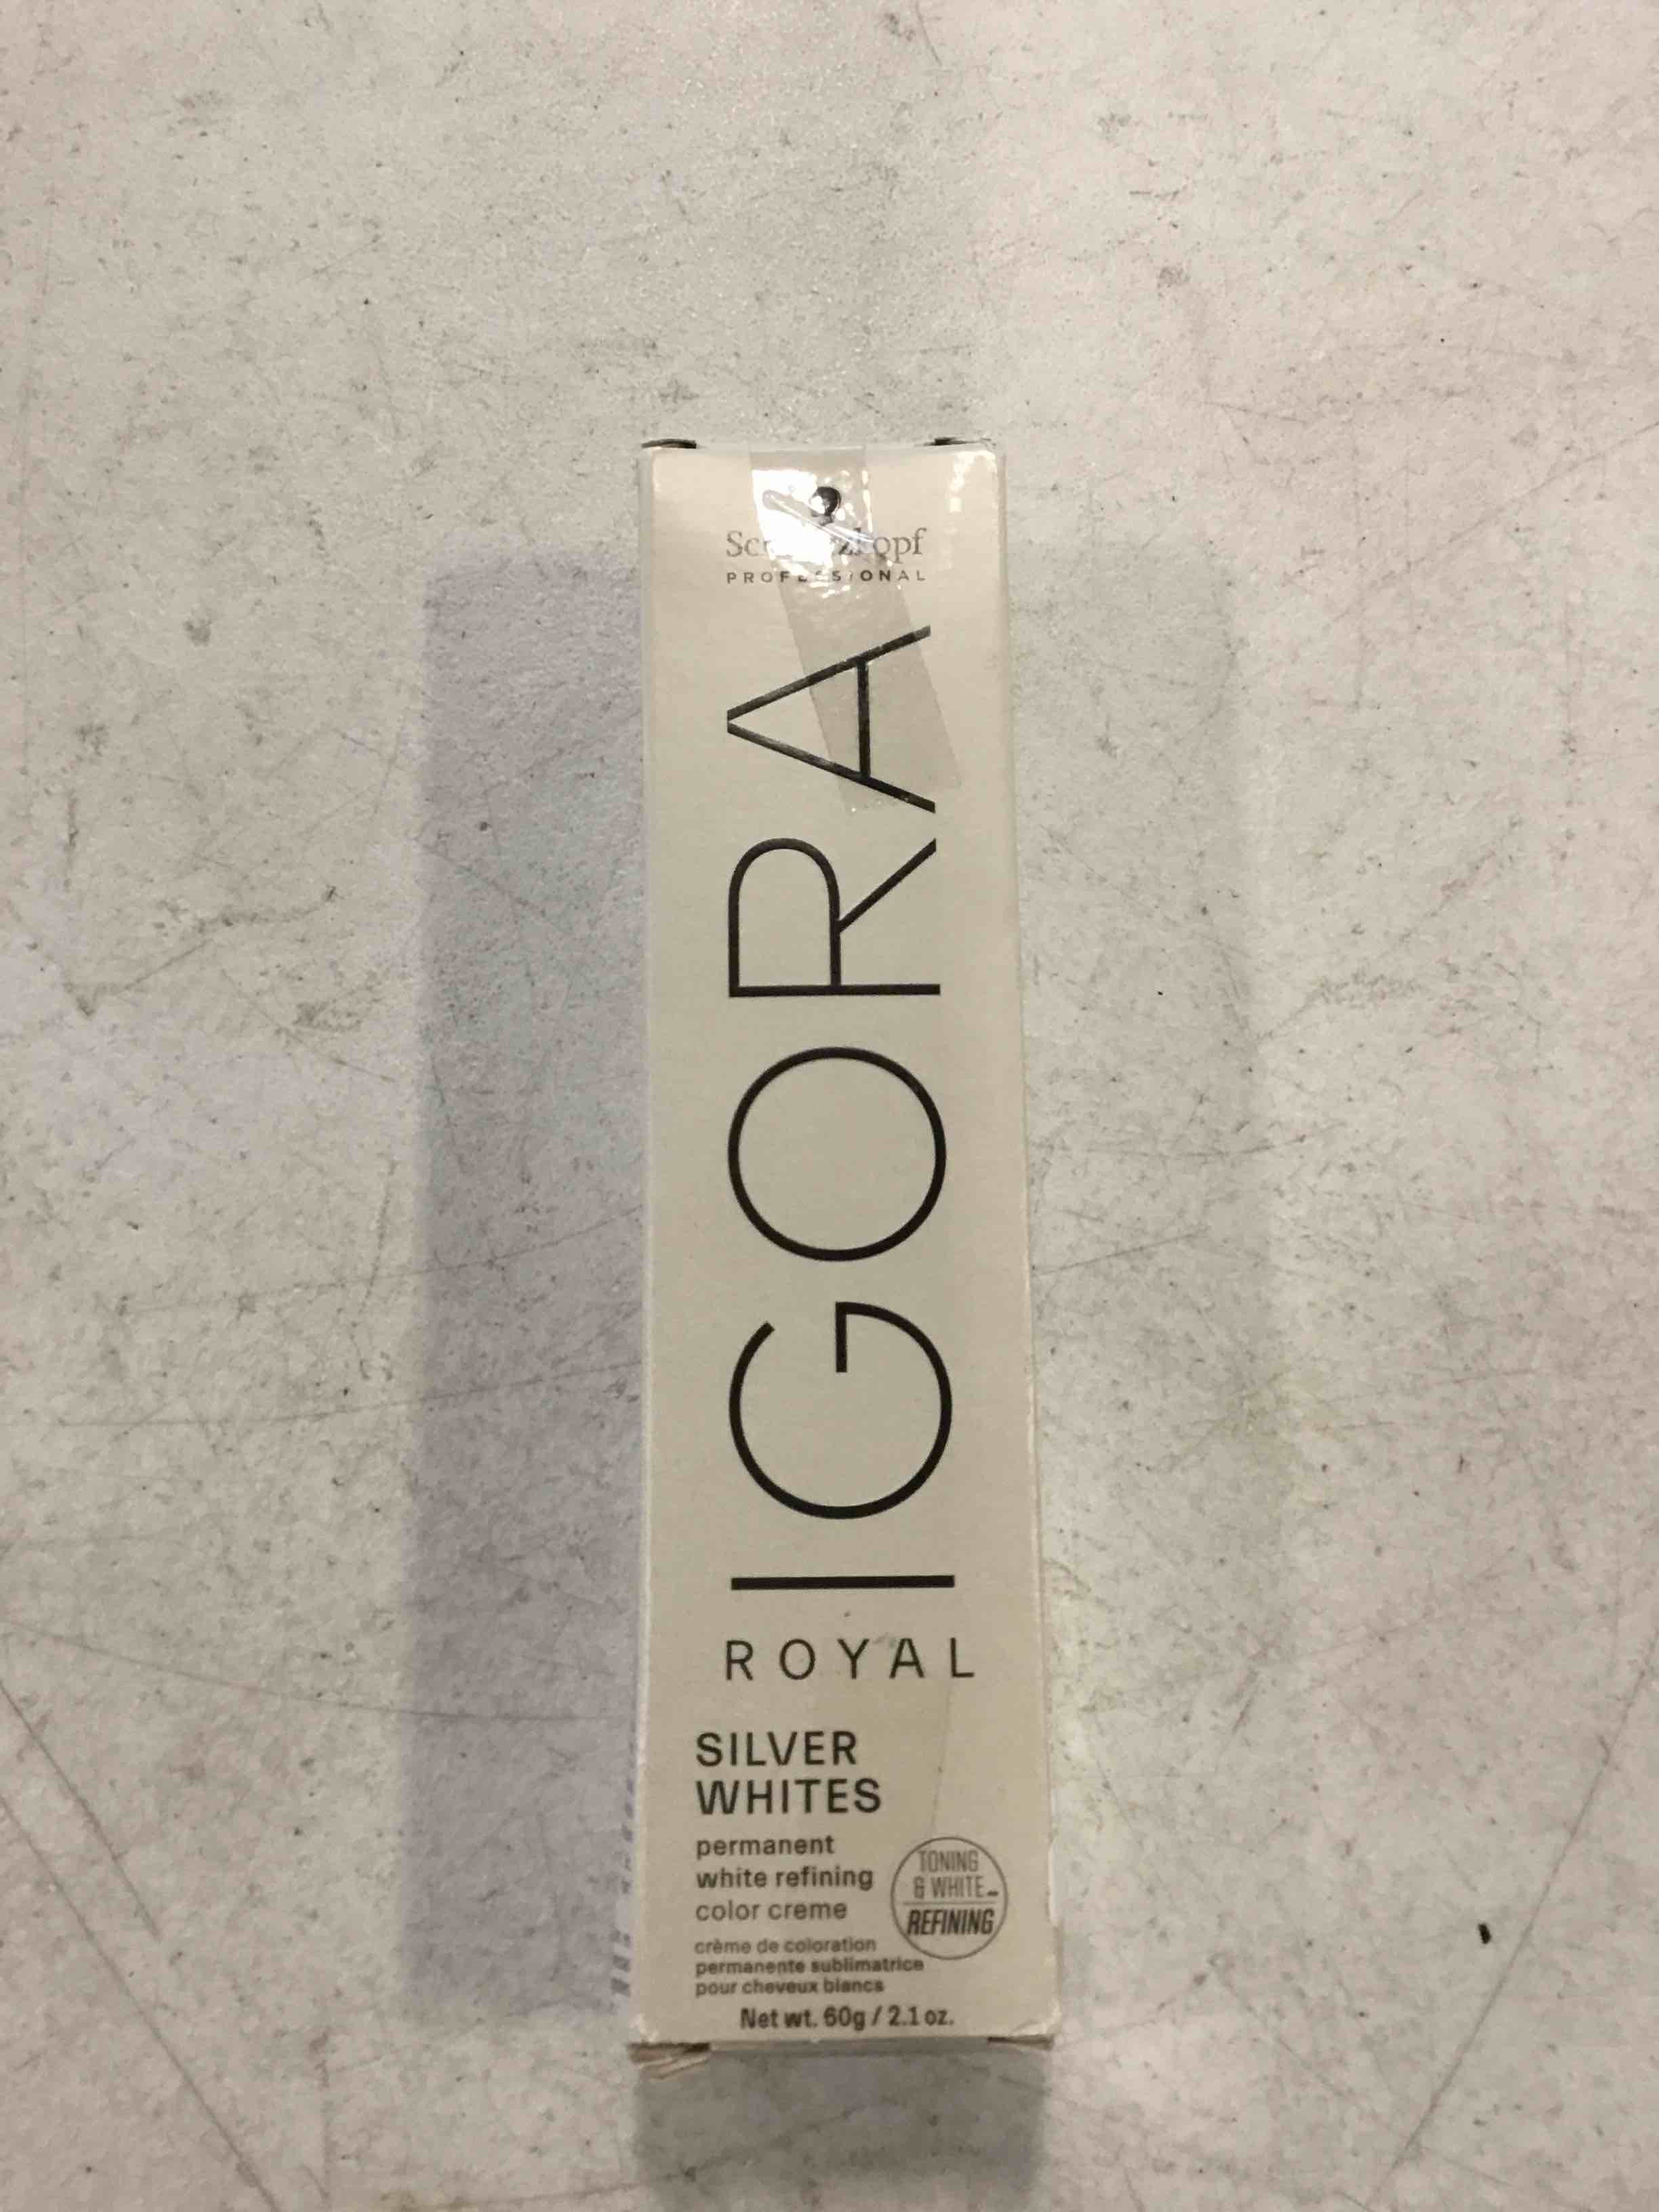 Schwarzkopf
PROFESSIONAL
IGORA
ROYAL
SILVER
WHITES
permanent
white refining
color creme
TONING
& WHITE
REFINING
crème de coloration
permanente sublimatrice
pour cheveux blancs
Net wt. 60g / 2.1 oz.